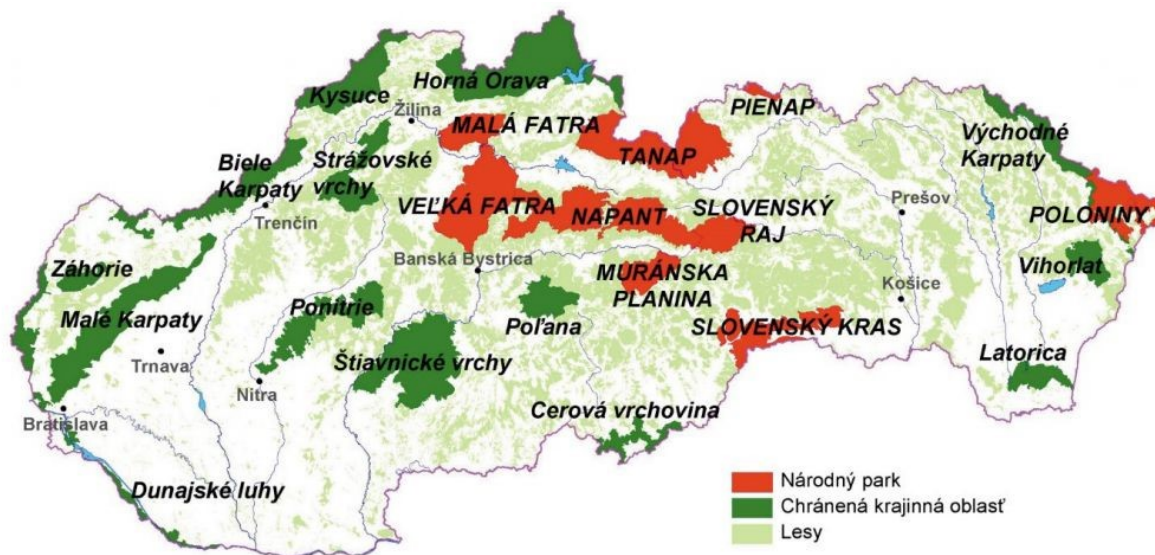 Horná Orava
Kysuce
Žilina
MALÁ FATRA
PIENAP
TANAP
Východné
Karpaty
Biele
Karpaty
Strážovské
vrchy
Trenčín
VEĽKÁ FATRA
NAPANT
SLOVENSKÝ
RAJ
Prešov
POLONINY
Banská Bystrica
MURÁNSKA
PLANINA
Vihorlat
Košice
Záhorie
Malé Karpaty
Ponitrie
Poľana
SLOVENSKÝ KRAS
Trnava
Štiavnické vrchy
Nitra
Latorica
Bratislava
Cerová vrchovina
Dunajské luhy
Národný park
Chránená krajinná oblasť
Lesy